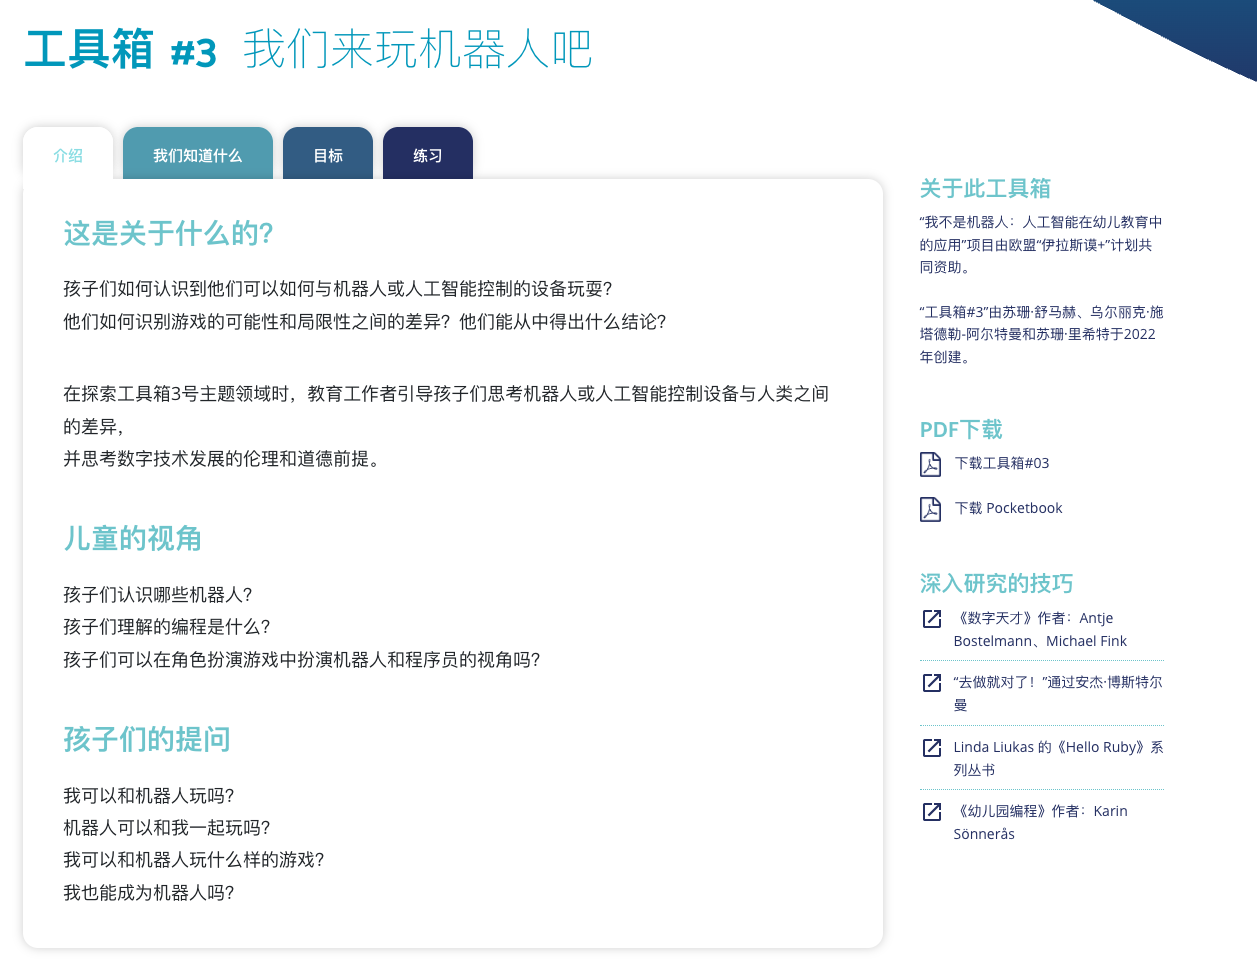 工具箱 #3 我们来玩机器人吧
介绍
我们知道什么
目标
练习
这是关于什么的?
孩子们如何认识到他们可以如何与机器人或人工智能控制的设备玩耍？
他们如何识别游戏的可能性和局限性之间的差异？他们能从中得出什么结论？
在探索工具箱3号主题领域时，教育工作者引导孩子们思考机器人或人工智能控制设备与人类之间
的差异，
并思考数字技术发展的伦理和道德前提。
儿童的视角
孩子们认识哪些机器人？
孩子们理解的编程是什么？
孩子们可以在角色扮演游戏中扮演机器人和程序员的视角吗？
孩子们的提问
我可以和机器人玩吗？
机器人可以和我一起玩吗？
我可以和机器人玩什么样的游戏？
我也能成为机器人吗？
关于此工具箱
“我不是机器人：人工智能在幼儿教育中
的应用”项目由欧盟“伊拉斯谟+”计划共
同资助。
“工具箱#3”由苏珊·舒马赫、乌尔丽克·施
塔德勒-阿尔特曼和苏珊·里希特于2022
年创建。
PDF下载
下载工具箱#03
下载 Pocketbook
深入研究的技巧
《数字天才》作者：Antje
Bostelmann、Michael Fink
“去做就对了！”通过安杰·博斯特尔
曼
Linda Liukas 的《Hello Ruby》系
列丛书
《幼儿园编程》作者：Karin
Sönnerås